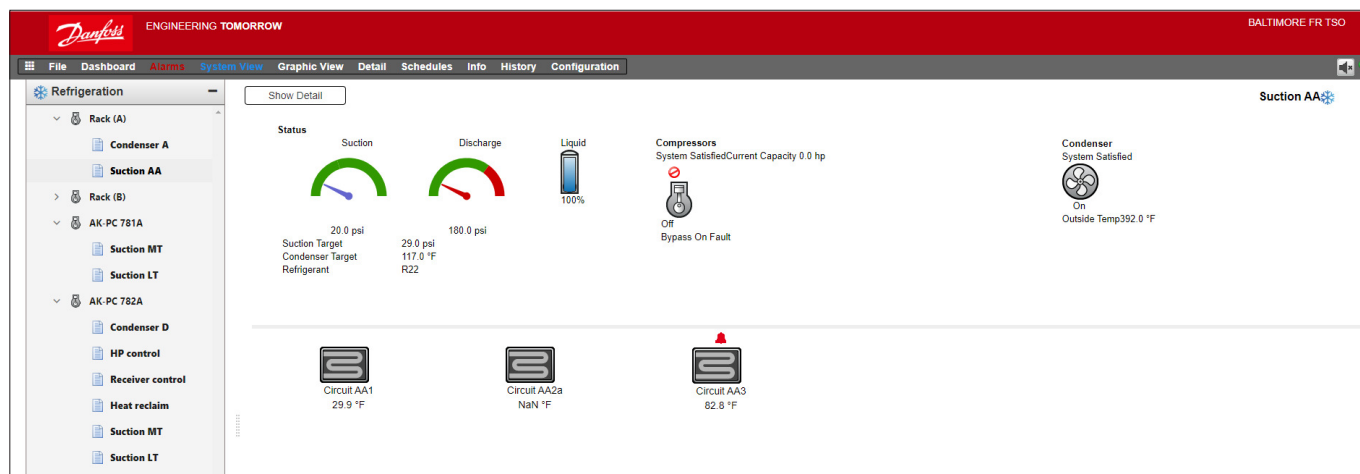 Danfoss
ENGINEERING TOMORROW
BALTIMORE FR TSO
File Dashboard Alarms System View Graphic View Detail Schedules Info History Configuration
Refrigeration
Rack (A)
Condenser A
Suction AA
Rack (B)
AK-PC 781A
Suction MT
Suction LT
AK-PC 782A
Condenser D
HP control
Receiver control
Heat reclaim
Suction MT
Suction LT
Show Detail
Suction AA
Status
Suction
20.0 psi
Discharge
180.0 psi
Liquid
100%
Suction Target 29.0 psi
Condenser Target 117.0 °F
Refrigerant R22
Compressors
System SatisfiedCurrent Capacity 0.0 hp
Off
Bypass On Fault
Condenser
System Satisfied
On
Outside Temp392.0 °F
Circuit AA1
29.9 °F
Circuit AA2a
NaN °F
Circuit AA3
82.8 °F